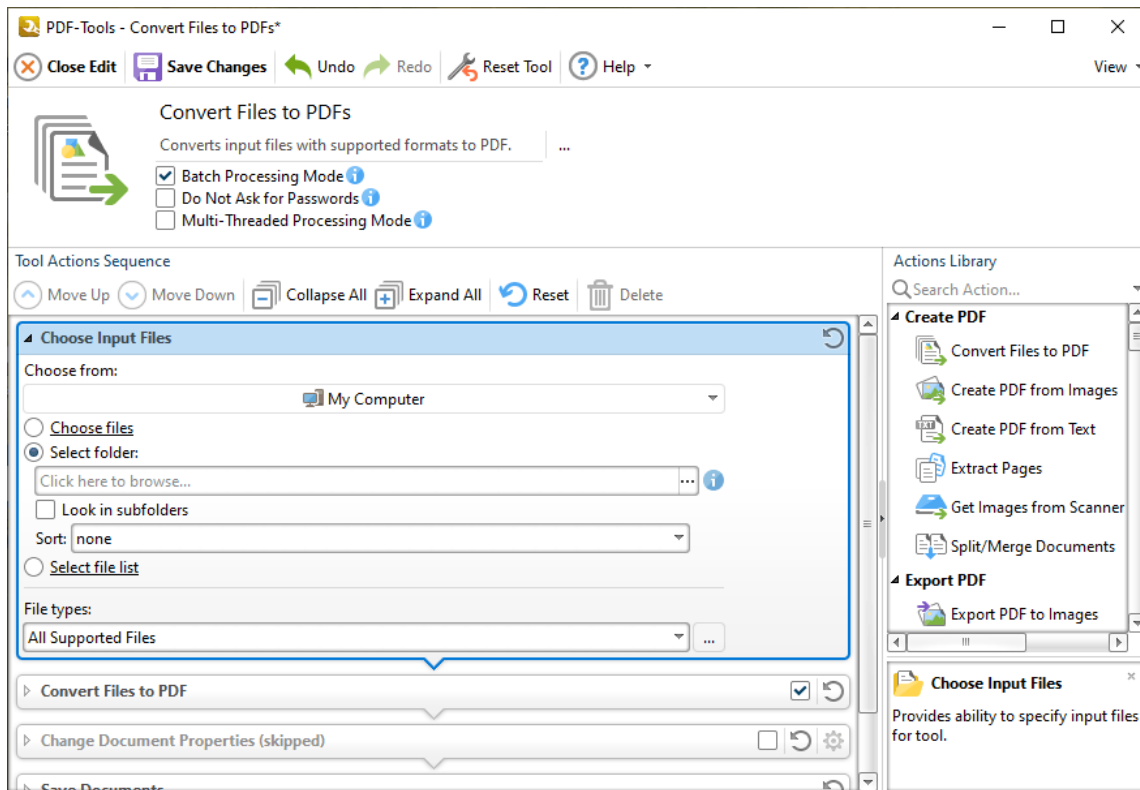 PDF-Tools - Convert Files to PDFs*
Close Edit Save Changes Undo Redo Reset Tool Help View
Convert Files to PDFs
Converts input files with supported formats to PDF. ...
Batch Processing Mode
Do Not Ask for Passwords
Multi-Threaded Processing Mode
Tool Actions Sequence
Move Up Move Down Collapse All Expand All Reset Delete
Choose Input Files
Choose from:
My Computer
Choose files
Select folder:
Click here to browse... ...
Look in subfolders
Sort: none
Select file list
File types:
All Supported Files ...
Convert Files to PDF
Change Document Properties (skipped)
Save Documents
Actions Library
Search Action...
Create PDF
Convert Files to PDF
Create PDF from Images
TXT Create PDF from Text
Extract Pages
Get Images from Scanner
Split/Merge Documents
Export PDF
Export PDF to Images
Choose Input Files
Provides ability to specify input files
for tool.